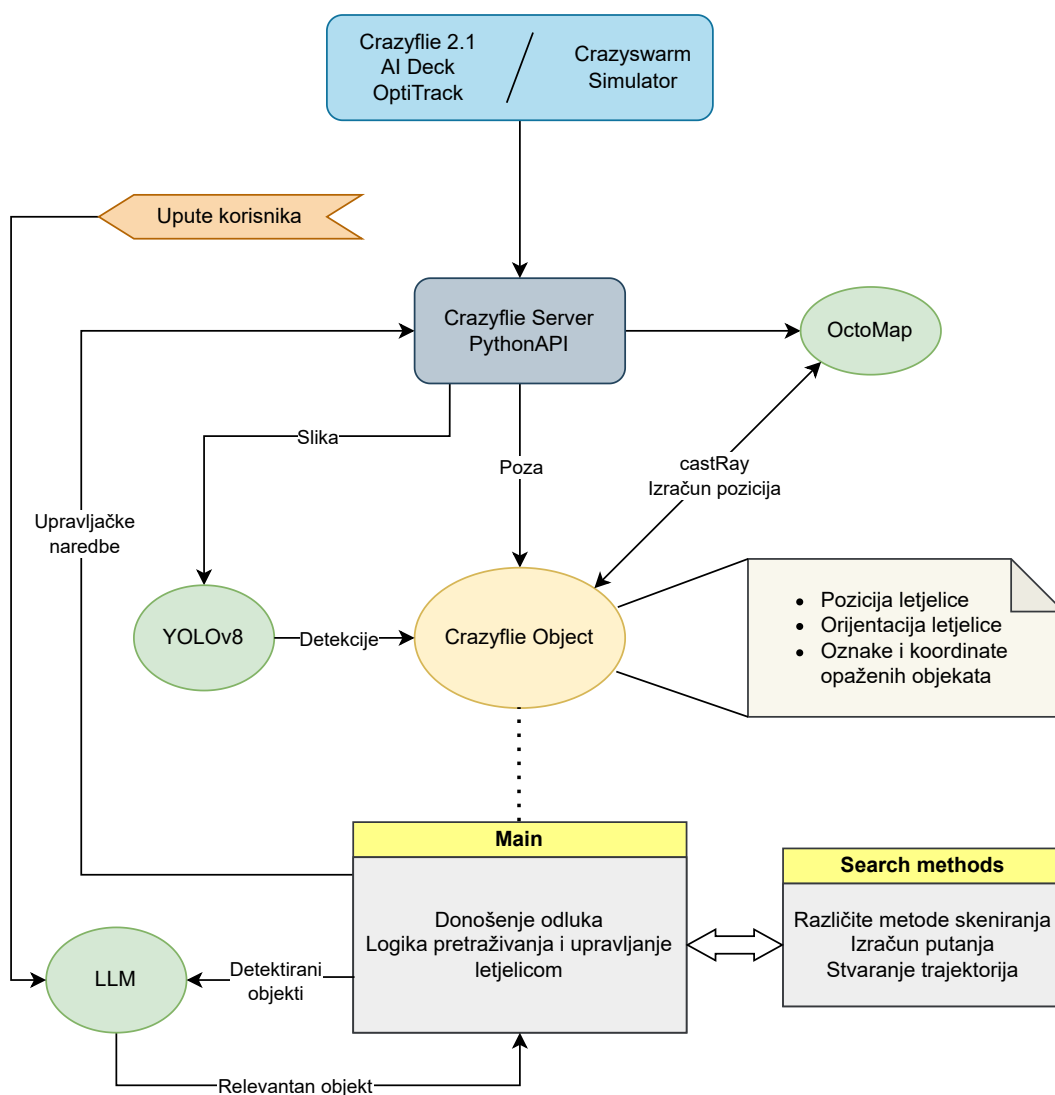 Crazyflie 2.1
AI Deck
OptiTrack
Crazyswarm
Simulator
Upute korisnika
Crazyflie Server
PythonAPI
OctoMap
Slika
Poza
castRay
Izračun pozicija
Upravljačke
naredbe
YOLOv8
Detekcije
Crazyflie Object
• Pozicija letjelice
• Orijentacija letjelice
• Oznake i koordinate
opaženih objekata
Main
Donošenje odluka
Logika pretraživanja i upravljanje
letjelicom
Search methods
Različite metode skeniranja
Izračun putanja
Stvaranje trajektorija
LLM
Detektirani
objekti
Relevantan objekt